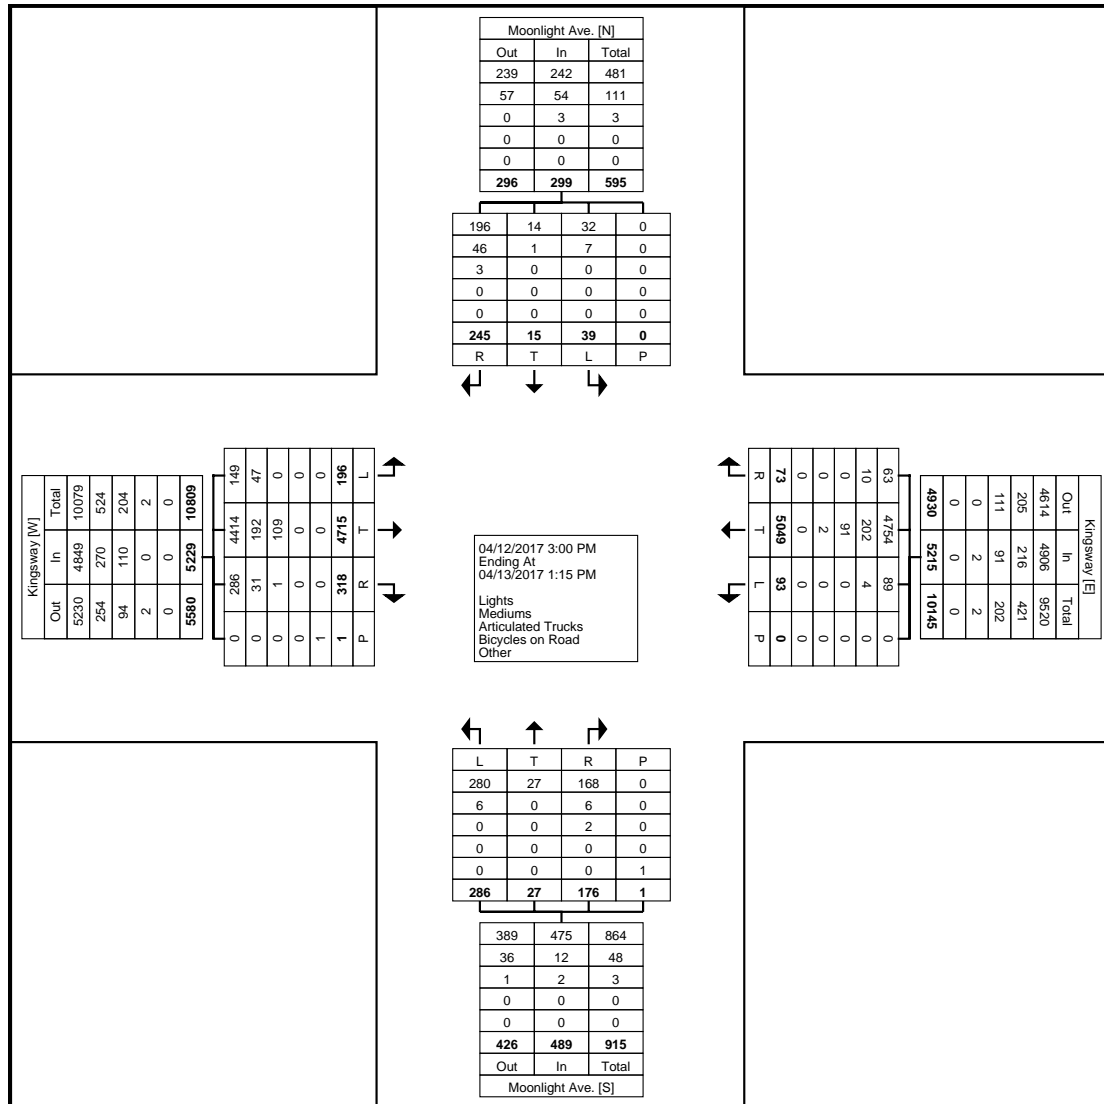 Moonlight Ave. [N]
Out In Total
239 242 481
57 54 111
0 3 3
0 0 0
0 0 0
296 299 595
196 14 32 0
46 1 7 0
3 0 0 0
0 0 0 0
0 0 0 0
245 15 39 0
R T L P
Kingsway [W]
Total In Out
10079 4849 5230
524 270 254
204 110 94
2 0 2
0 0 0
10809 5229 5580
149 4414 286 0
47 192 31 0
0 109 1 0
0 0 0 0
0 0 0 1
196 4715 318 1
L T R P
04/12/2017 3:00 PM
Ending At
04/13/2017 1:15 PM
Lights
Mediums
Articulated Trucks
Bicycles on Road
Other
Kingsway [E]
Out In Total
4614 4906 9520
205 216 421
111 91 202
0 2 2
0 0 0
4930 5215 10145
63 4754 89 0
10 202 4 0
0 91 0 0
0 2 0 0
0 0 0 0
73 5049 93 0
R T L P
L T R P
280 27 168 0
6 0 6 0
0 0 2 0
0 0 0 0
0 0 0 1
286 27 176 1
389 475 864
36 12 48
1 2 3
0 0 0
0 0 0
426 489 915
Out In Total
Moonlight Ave. [S]